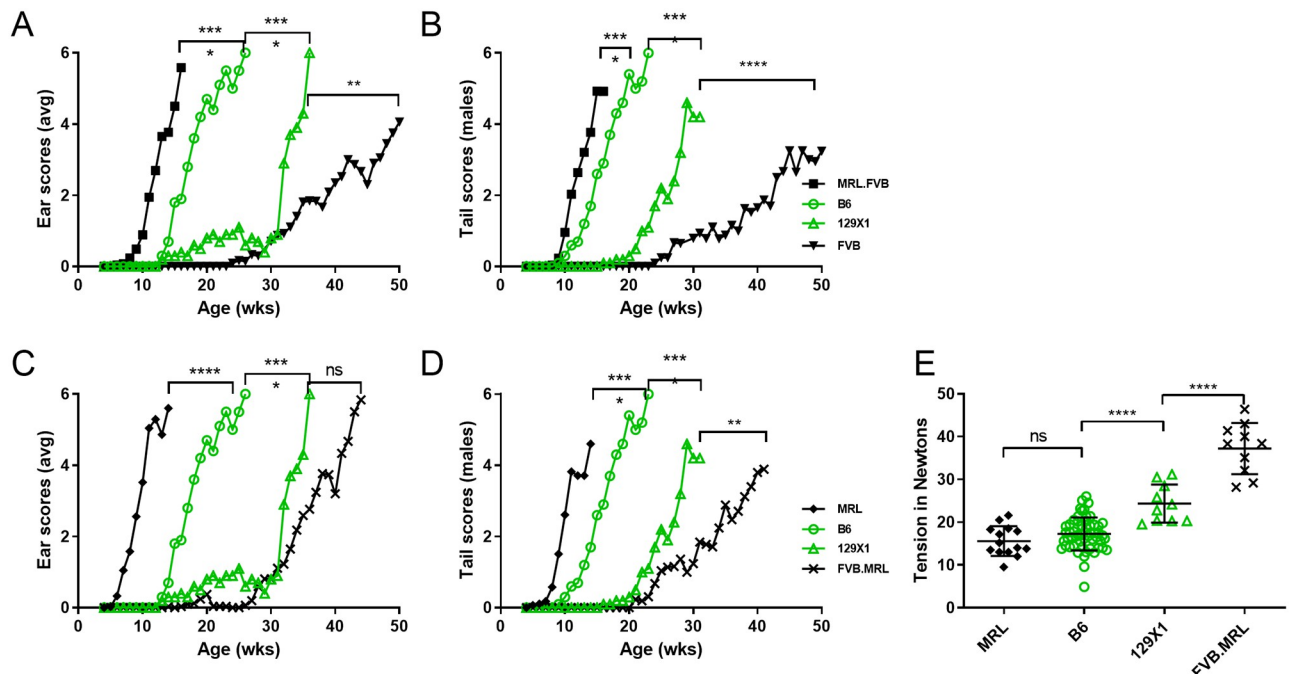 A
Ear scores (avg)
6
4
2
0
0 10 20 30 40 50
Age (wks)
***
*
***
*
**
B
Tail scores (males)
6
4
2
0
0 10 20 30 40 50
Age (wks)
***
*
***
*
****
MRL.FVB
B6
129X1
FVB
C
Ear scores (avg)
6
4
2
0
0 10 20 30 40 50
Age (wks)
****
***
*
ns
D
Tail scores (males)
6
4
2
0
0 10 20 30 40 50
Age (wks)
***
*
***
*
**
MRL
B6
129X1
FVB.MRL
E
Tension in Newtons
50
40
30
20
10
0
ns
****
****
MRL
B6
129X1
FVB.MRL